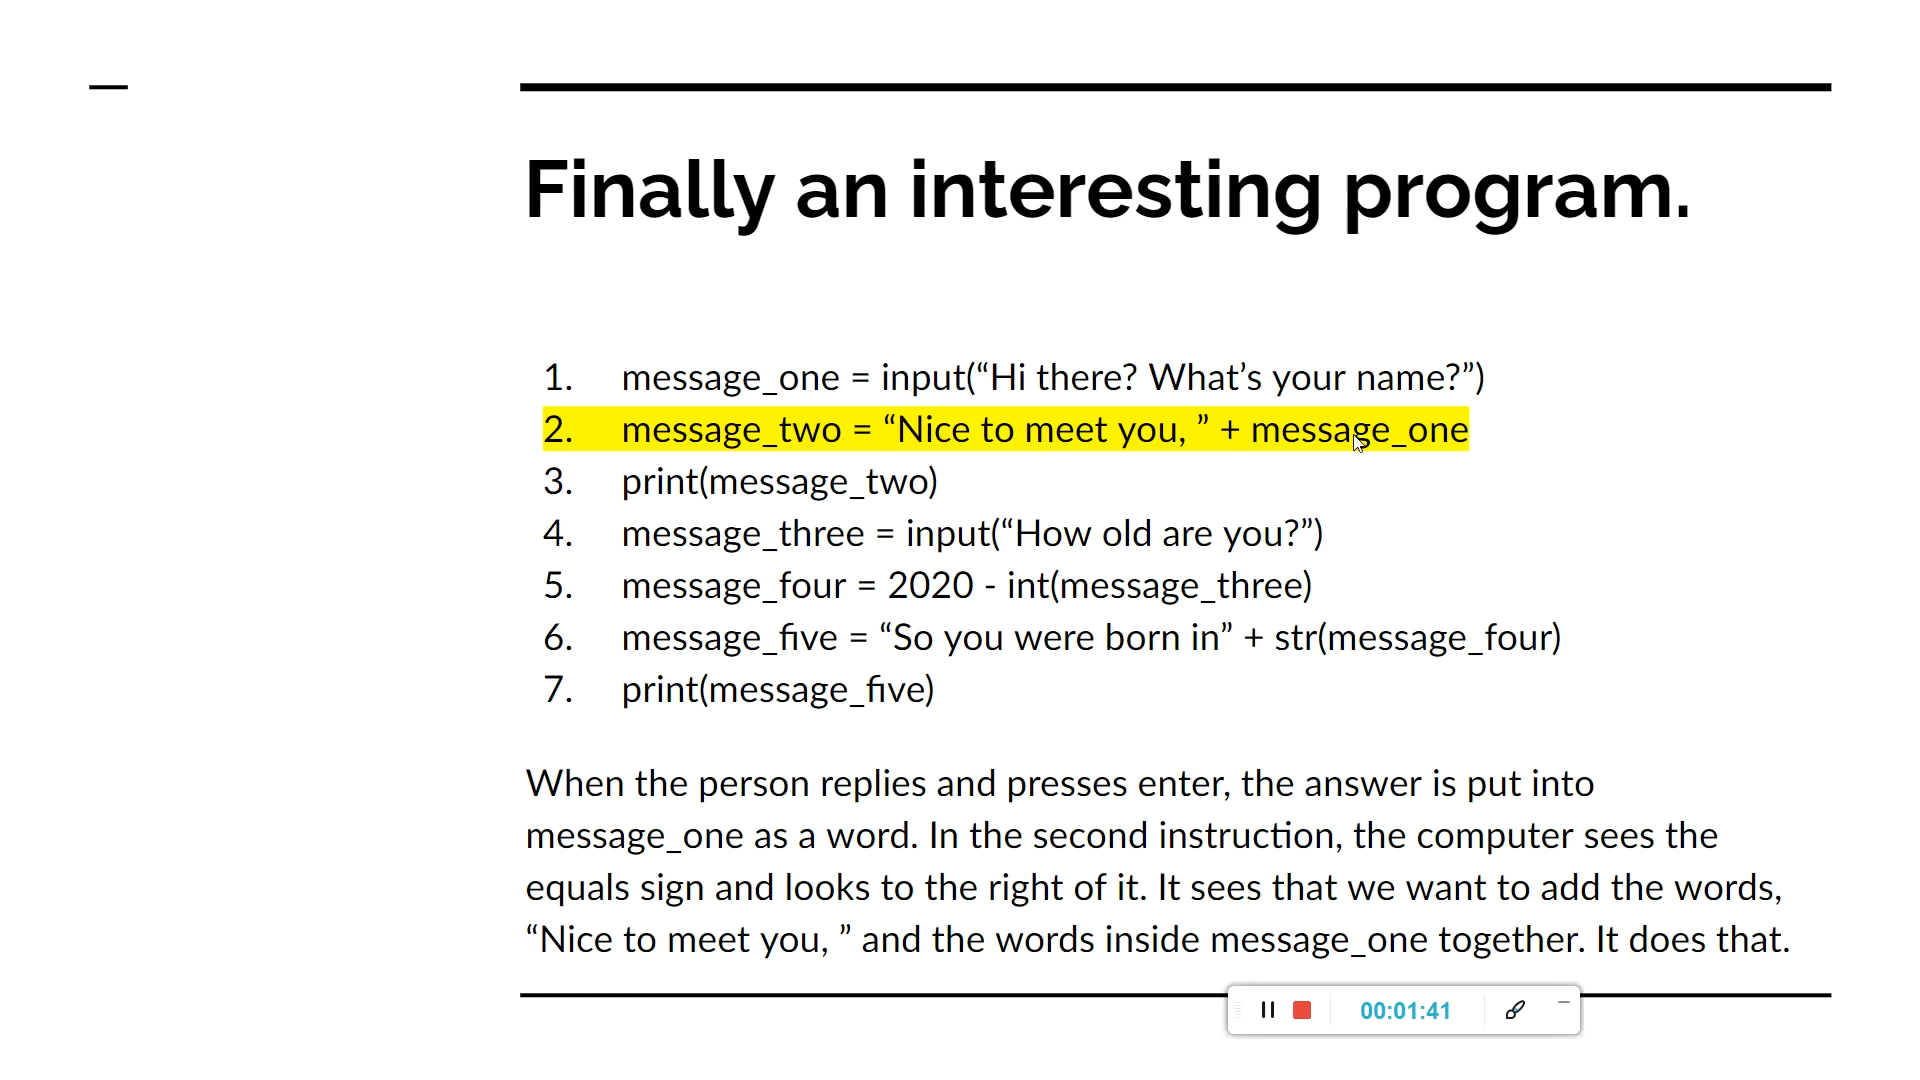 Finally an interesting program.
1. message_one = input(“Hi there? What’s your name?”)
2. message_two = “Nice to meet you, ” + message_one
3. print(message_two)
4. message_three = input(“How old are you?”)
5. message_four = 2020 - int(message_three)
6. message_five = “So you were born in” + str(message_four)
7. print(message_five)
When the person replies and presses enter, the answer is put into
message_one as a word. In the second instruction, the computer sees the
equals sign and looks to the right of it. It sees that we want to add the words,
“Nice to meet you, ” and the words inside message_one together. It does that.
00:01:41